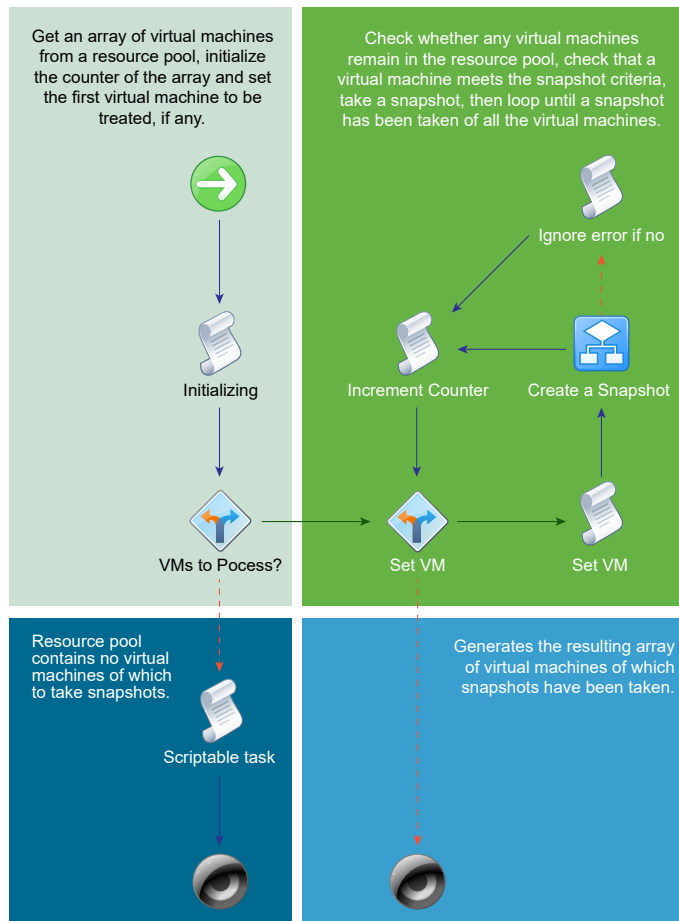 Get an array of virtual machines
from a resource pool, initialize
the counter of the array and set
the first virtual machine to be
treated, if any.
Check whether any virtual machines
remain in the resource pool, check that a
virtual machine meets the snapshot criteria,
take a snapshot, then loop until a snapshot
has been taken of all the virtual machines.
Ignore error if no
Initializing
Increment Counter
Create a Snapshot
VMs to Pocess?
Set VM
Set VM
Resource pool
contains no virtual
machines of which
to take snapshots.
Generates the resulting array
of virtual machines of which
snapshots have been taken.
Scriptable task